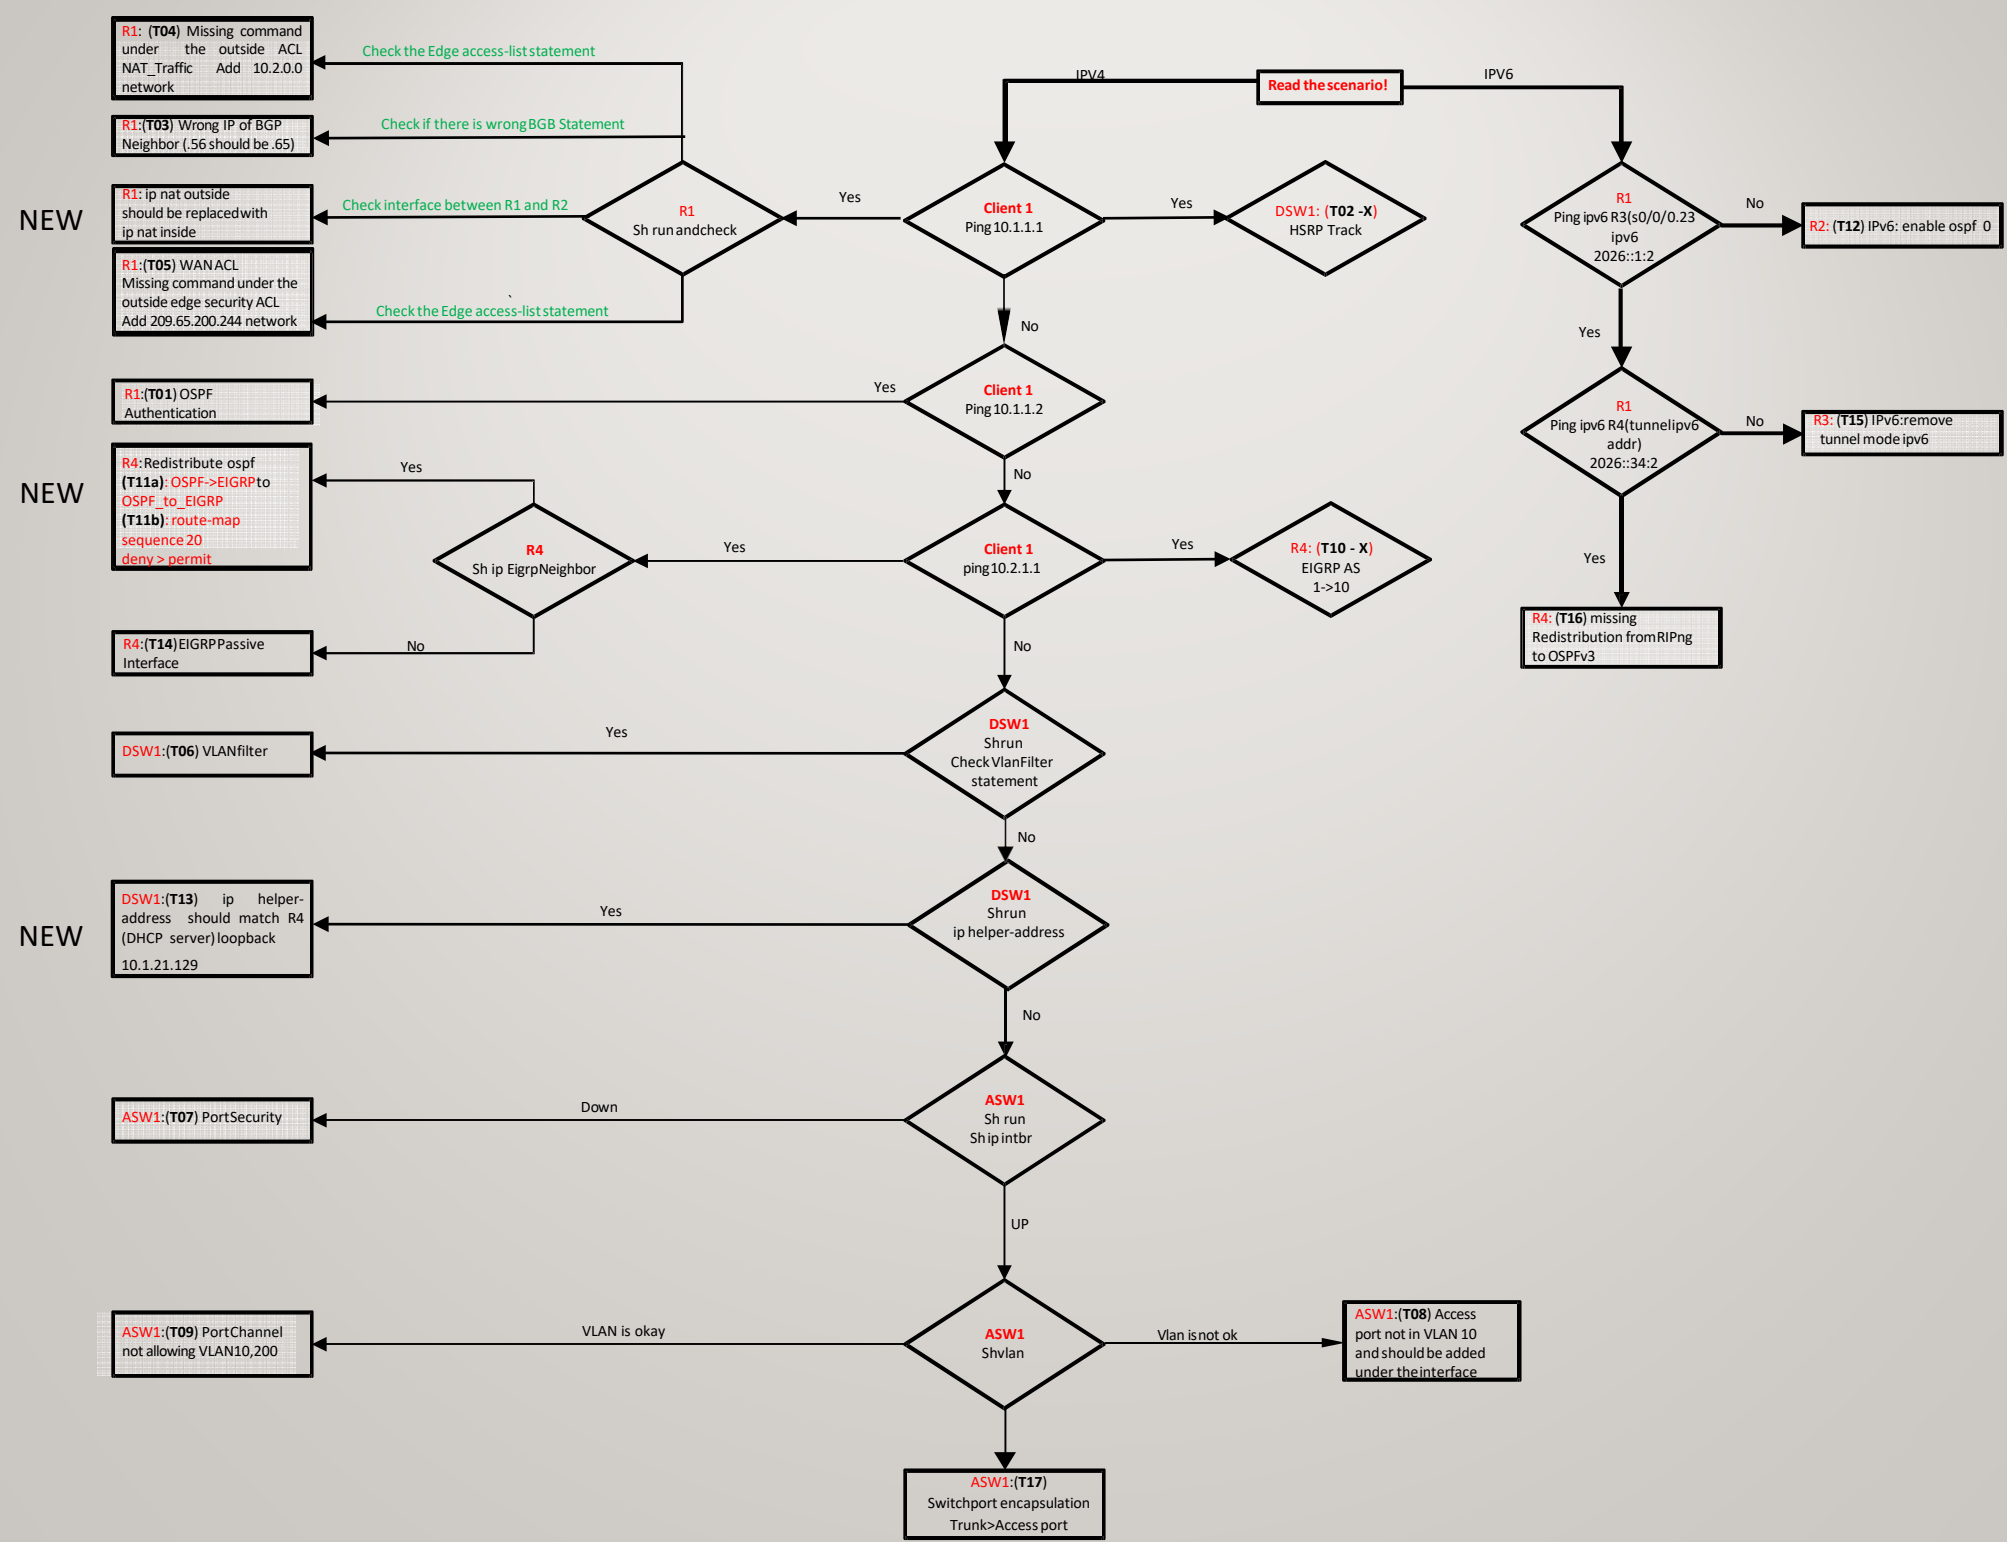 R1: (T04) Missing command
under the outside ACL
NAT_Traffic Add 10.2.0.0
network
Check the Edge access-list statement
IPV4
Read the scenario!
IPV6
R1:(T03) Wrong IP of BGP
Neighbor (.56 should be .65)
Check if there is wrong BGB Statement
NEW
R1: ip nat outside
should be replaced with
ip nat inside
Check interface between R1 and R2
R1
Sh run and check
Yes
Client 1
Ping 10.1.1.1
Yes
DSW1: (T02 -X)
HSRP Track
R1
Ping ipv6 R3(s0/0/0.23
ipv6
2026::1:2
No
R2: (T12) IPv6: enable ospf 0
R1:(T05) WAN ACL
Missing command under the
outside edge security ACL
Add 209.65.200.244 network
`
Check the Edge access-list statement
No
Yes
R1:(T01) OSPF
Authentication
Yes
Client 1
Ping 10.1.1.2
R1
Ping ipv6 R4(tunnel ipv6
addr)
2026::34:2
No
R3: (T15) IPv6:remove
tunnel mode ipv6
NEW
R4:Redistribute ospf
(T11a): OSPF->EIGRP to
OSPF_to_EIGRP
(T11b): route-map
sequence 20
deny > permit
Yes
No
R4
Sh ip Eigrp Neighbor
Yes
Client 1
ping 10.2.1.1
Yes
R4: (T10 - X)
EIGRP AS
1->10
Yes
R4:(T14) EIGRP Passive
Interface
No
No
R4: (T16) missing
Redistribution from RIPng
to OSPFv3
DSW1:(T06) VLAN filter
Yes
DSW1
Sh run
Check Vlan Filter
statement
No
NEW
DSW1:(T13) ip helper-
address should match R4
(DHCP server) loopback
10.1.21.129
Yes
DSW1
Sh run
ip helper-address
No
ASW1:(T07) Port Security
Down
ASW1
Sh run
Sh ip int br
UP
ASW1:(T09) Port Channel
not allowing VLAN 10,200
VLAN is okay
ASW1
Sh vlan
Vlan is not ok
ASW1:(T08) Access
port not in VLAN 10
and should be added
under the interface
ASW1:(T17)
Switchport encapsulation
Trunk>Access port